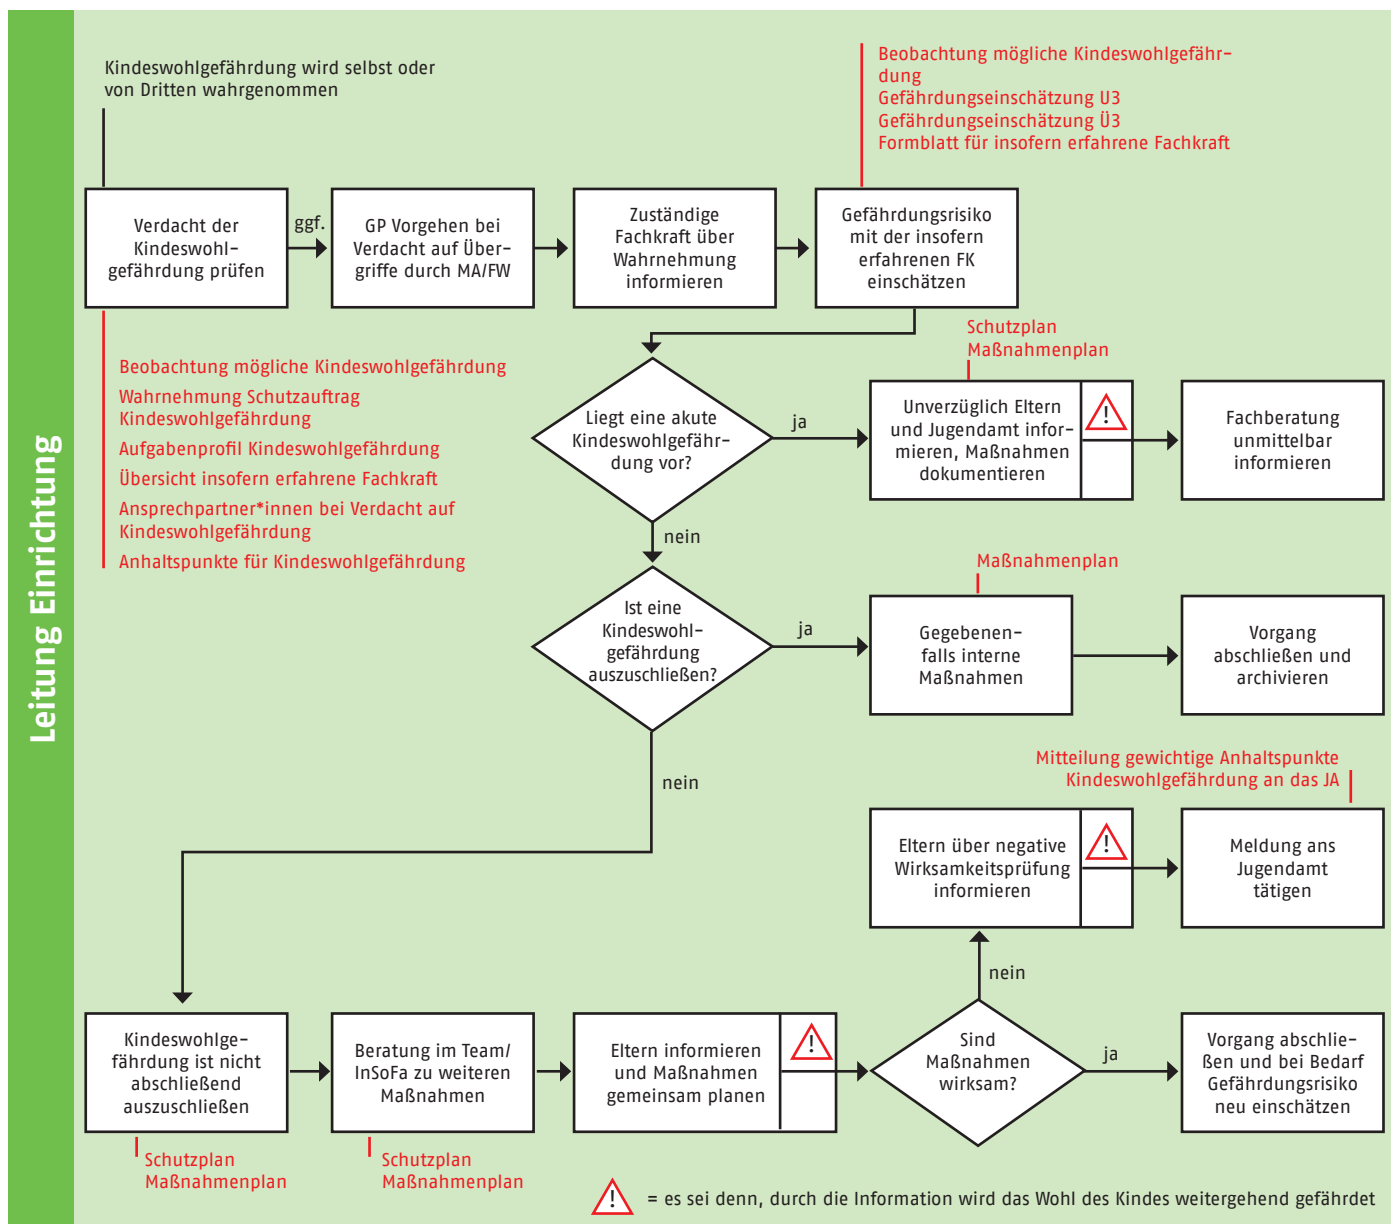 Leitung Einrichtung
Kindeswohlgefährdung wird selbst oder
von Dritten wahrgenommen
Beobachtung mögliche Kindeswohlgefähr-
dung
Gefährdungseinschätzung U3
Gefährdungseinschätzung Ü3
Formblatt für insofern erfahrene Fachkraft
Verdacht der
Kindeswohl-
gefährdung prüfen
ggf.
GP Vorgehen bei
Verdacht auf Über-
griffe durch MA/FW
Zuständige
Fachkraft über
Wahrnehmung
informieren
Gefährdungsrisiko
mit der insofern
erfahrenen FK
einschätzen
Beobachtung mögliche Kindeswohlgefährdung
Wahrnehmung Schutzauftrag
Kindeswohlgefährdung
Aufgabenprofil Kindeswohlgefährdung
Übersicht insofern erfahrene Fachkraft
Ansprechpartner*innen bei Verdacht auf
Kindeswohlgefährdung
Anhaltspunkte für Kindeswohlgefährdung
Liegt eine akute
Kindeswohlgefähr-
dung vor?
ja
Schutzplan
Maßnahmenplan
Unverzüglich Eltern
und Jugendamt infor-
mieren, Maßnahmen
dokumentieren
!
Fachberatung
unmittelbar
informieren
nein
Ist eine
Kindeswohl-
gefährdung
auszuschließen?
ja
Maßnahmenplan
Gegebenen-
falls interne
Maßnahmen
Vorgang
abschließen und
archivieren
nein
Mitteilung gewichtige Anhaltspunkte
Kindeswohlgefährdung an das JA
Eltern über negative
Wirksamkeitsprüfung
informieren
!
Meldung ans
Jugendamt
tätigen
nein
Kindeswohlge-
fährdung ist nicht
abschließend
auszuschließen
Schutzplan
Maßnahmenplan
Beratung im Team/
InSoFa zu weiteren
Maßnahmen
Schutzplan
Maßnahmenplan
Eltern informieren
und Maßnahmen
gemeinsam planen
!
Sind
Maßnahmen
wirksam?
ja
Vorgang abschlie-
ßen und bei Bedarf
Gefährdungsrisiko
neu einschätzen
! = es sei denn, durch die Information wird das Wohl des Kindes weitergehend gefährdet